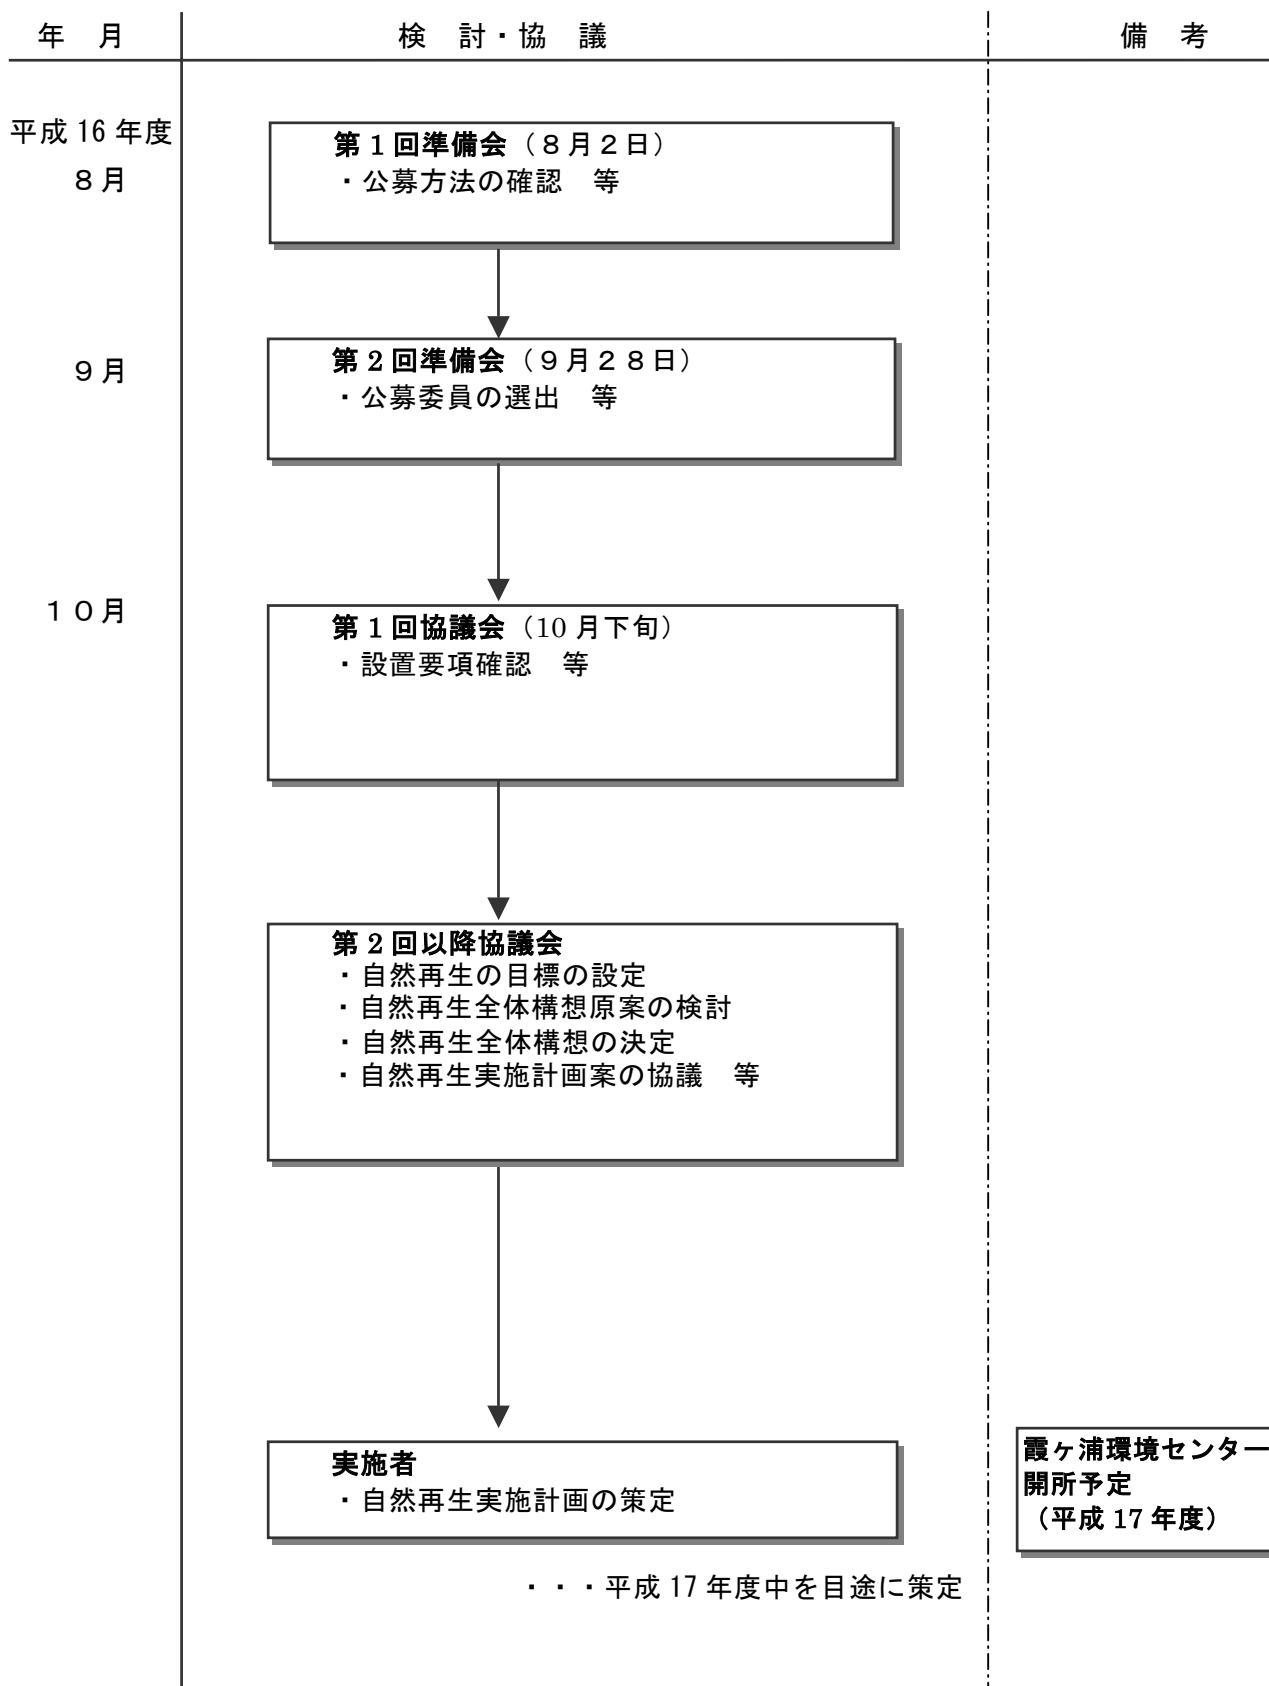 年　月　検　討・協　議　備　考
平成 16 年度
８月
第 1 回準備会（８月２日）
・公募方法の確認　等
９月
第 2 回準備会（９月２８日）
・公募委員の選出　等
１０月
第 1 回協議会（10 月下旬）
・設置要項確認　等
第 2 回以降協議会
・自然再生の目標の設定
・自然再生全体構想原案の検討
・自然再生全体構想の決定
・自然再生実施計画案の協議　等
実施者
・自然再生実施計画の策定
霞ヶ浦環境センター
開所予定
（平成 17 年度）
・・・平成 17 年度中を目途に策定